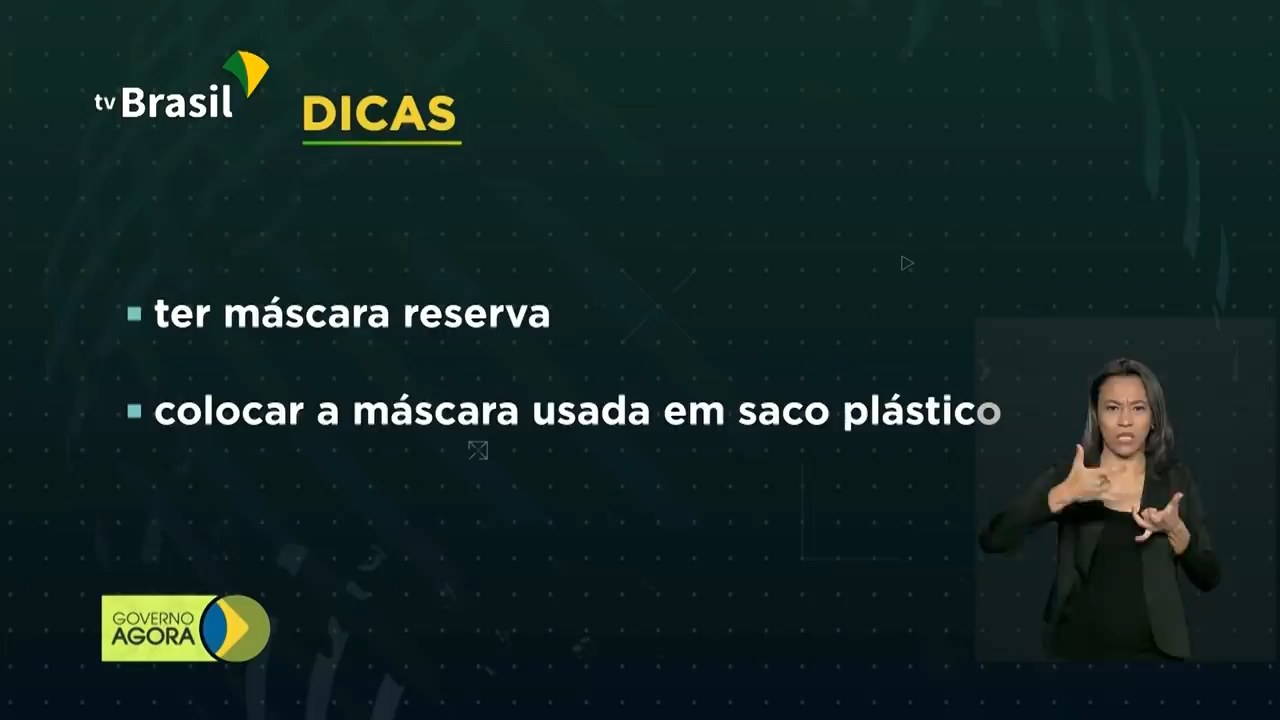 tv Brasil
DICAS
ter máscara reserva
colocar a máscara usada em saco plástico
GOVERNO
AGORA